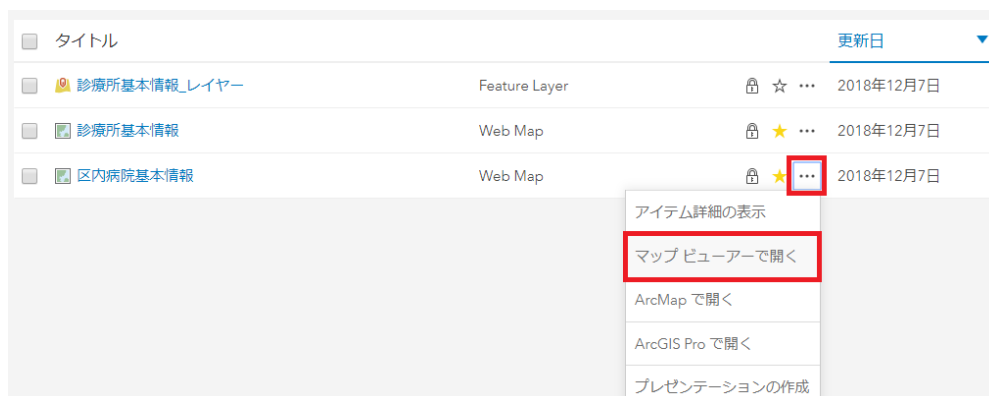 タイトル 更新日
診療所基本情報_レイヤー Feature Layer 2018年12月7日
診療所基本情報 Web Map 2018年12月7日
区内病院基本情報 Web Map 2018年12月7日
アイテム詳細の表示
マップ ビューアーで開く
ArcMap で開く
ArcGIS Pro で開く
プレゼンテーションの作成